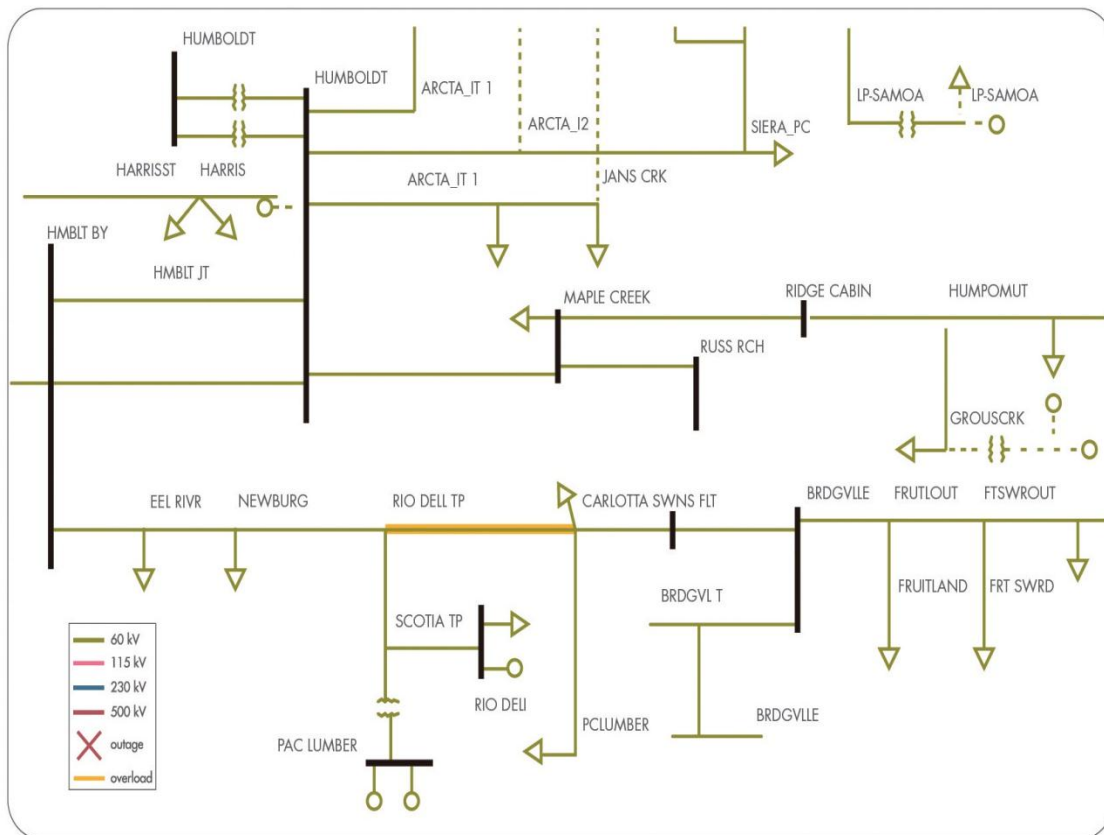 HUMBOLDT
HUMBOLDT
ARCTA_IT 1
LP-SAMOA
LP-SAMOA
ARCTA_I2
SIERA_PC
HARRISST
HARRIS
ARCTA_IT 1
JANS CRK
HMBLT BY
HMBLT JT
MAPLE CREEK
RIDGE CABIN
HUMPOMUT
RUSS RCH
GROUSCRK
EEL RIVR
NEWBURG
RIO DELL TP
CARLOTTA SWNS FLT
BRDGVLLE
FRUTLOUT
FTSWROUT
BRDGVL T
FRUITLAND
FRT SWRD
SCOTIA TP
RIO DELI
PCLUMBER
BRDGVLLE
PAC LUMBER
60 kV
115 kV
230 kV
500 kV
outage
overload